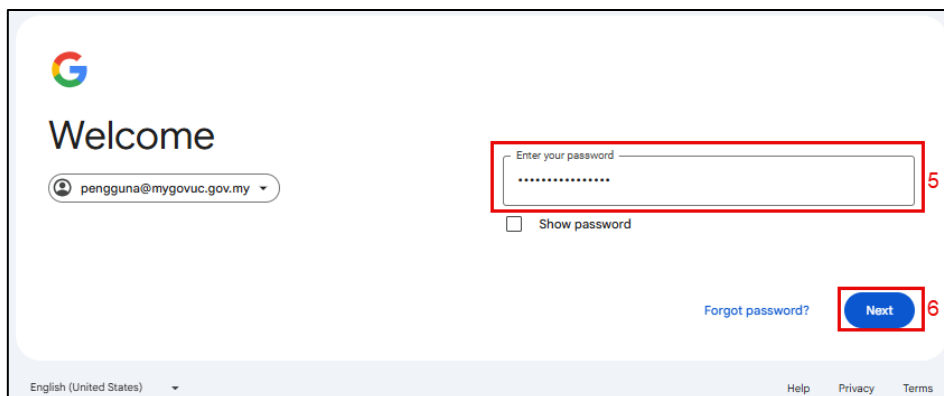 Welcome
pengguna@mygovuc.gov.my
Enter your password
••••••••••••••••
5
Show password
Forgot password?
Next
6
English (United States)
Help Privacy Terms